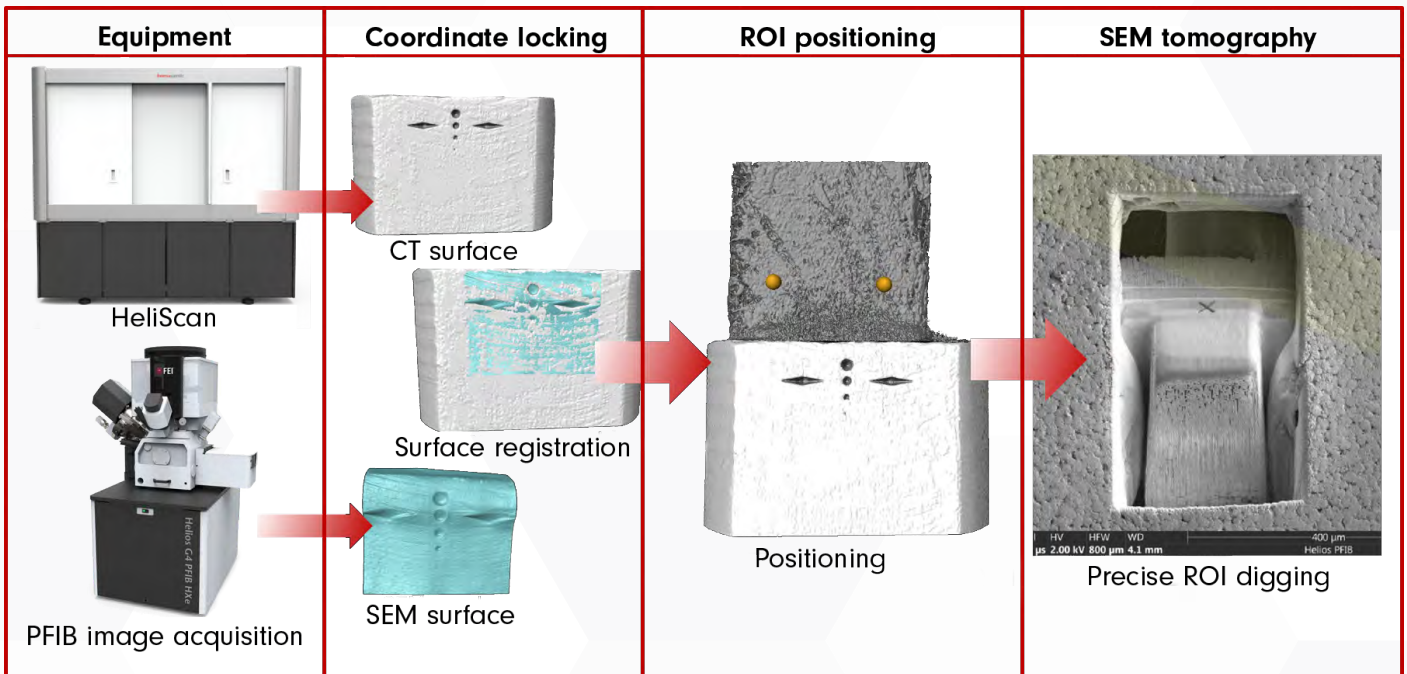 Equipment
Coordinate locking
ROI positioning
SEM tomography
HeliScan
FEI
Helios G4 PFIB HXe
PFIB image acquisition
CT surface
Surface registration
SEM surface
Positioning
HV HFW WD 400 µm
µs 2.00 kV 800 µm 4.1 mm Helios PFIB
Precise ROI digging